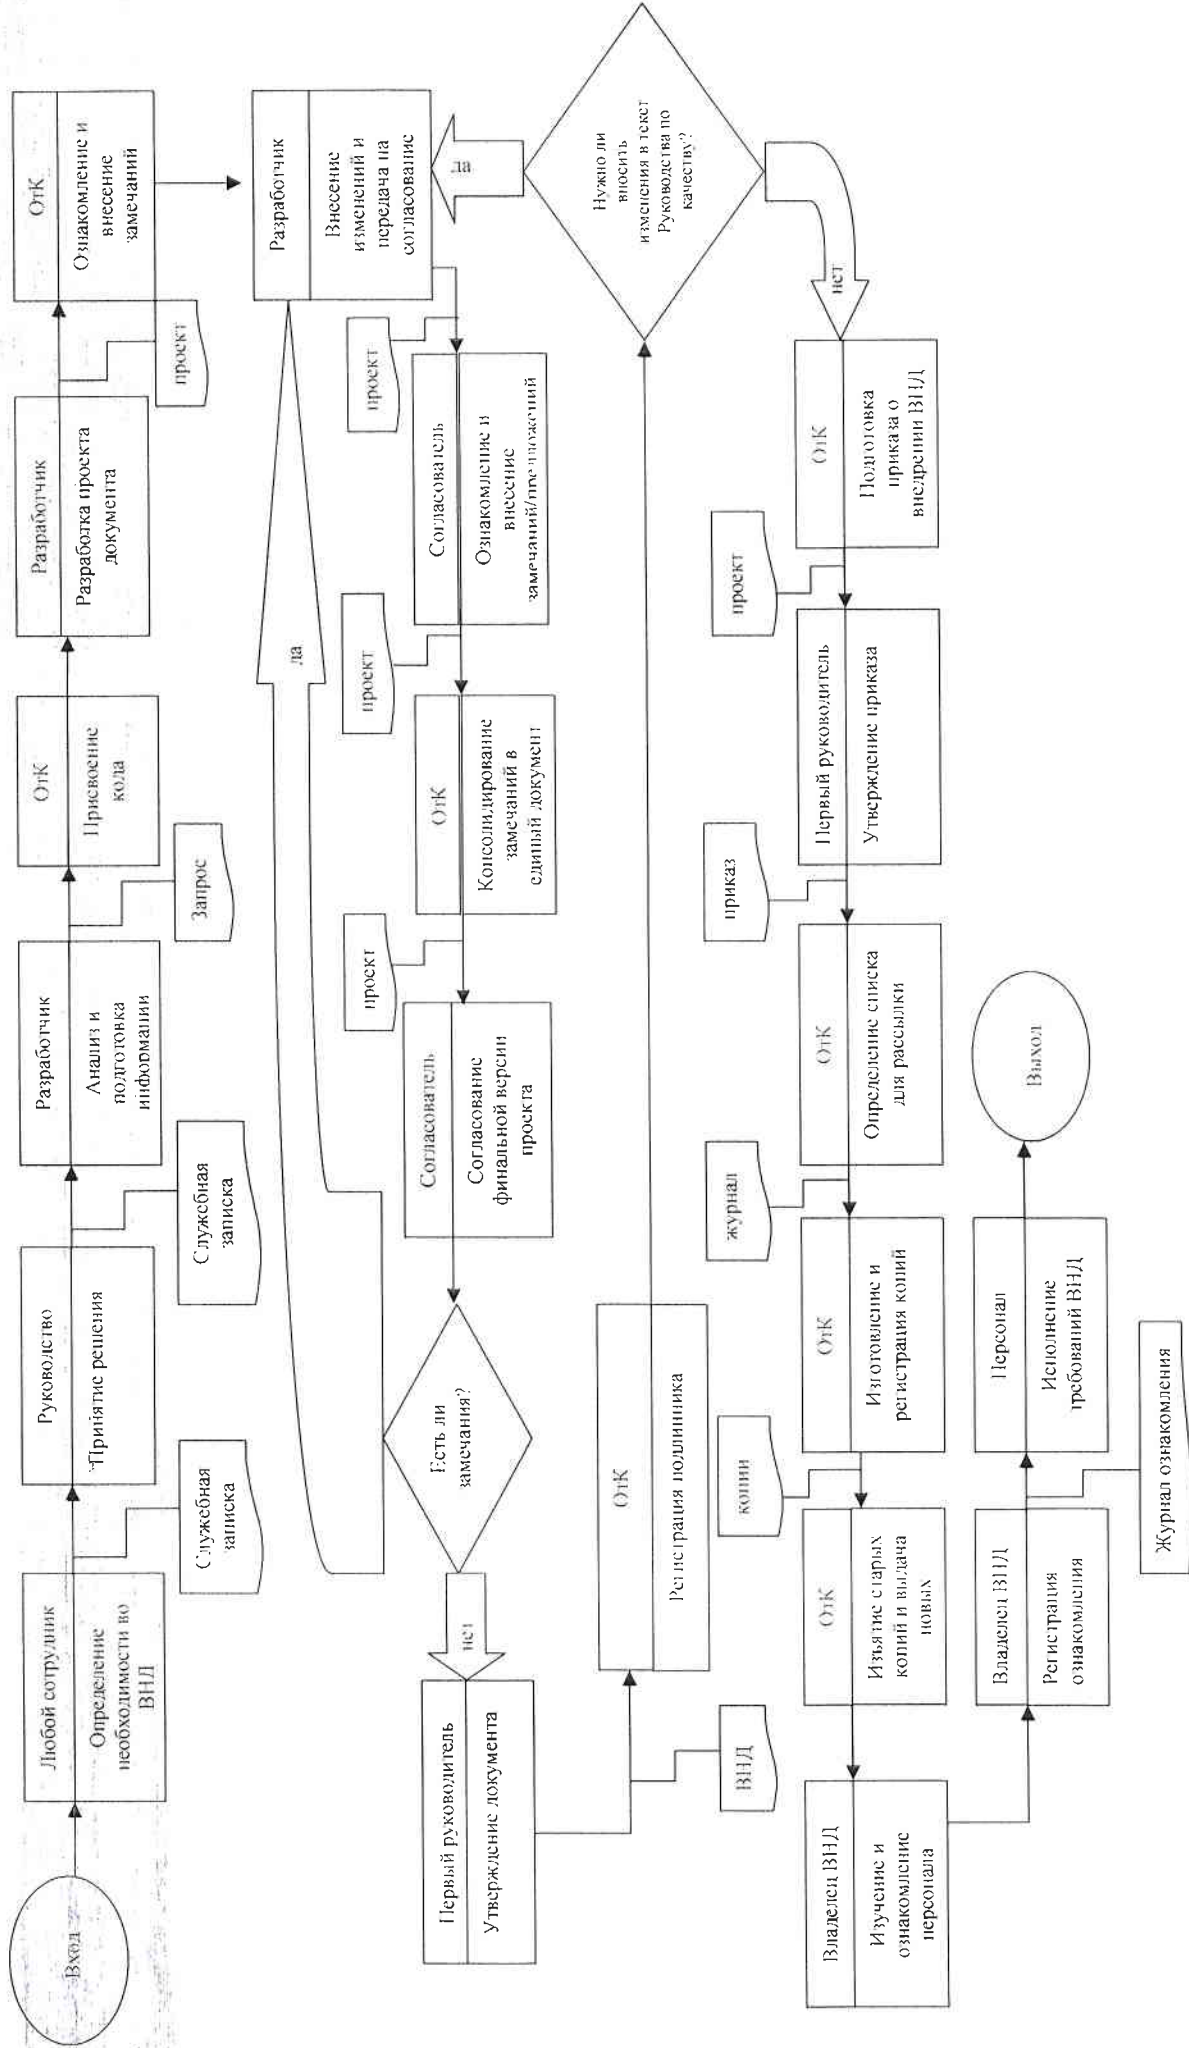 Вход
Любой сотрудник
Определение
необходимости во
ВНД
Служебная
записка
Руководство
Принятие решения
Служебная
записка
Разработчик
Анализ и
подготовка
информации
Запрос
ОтК
Присвоение
кода
Разработчик
Разработка проекта
документа
проект
ОтК
Ознакомление и
внесение
замечаний
Разработчик
Внесение
изменений и
передача на
согласование
проект
Согласователь
Ознакомление и
внесение
замечаний/предложений
проект
ОтК
Консолидирование
замечаний в
единый документ
проект
Согласователь
Согласование
финальной версии
проекта
Есть ли
замечания?
да
нет
Первый руководитель
Утверждение документа
ВНД
ОтК
Регистрация подлинника
Нужно ли
вносить
изменения в текст
Руководства по
качеству?
да
нет
ОтК
Подготовка
приказа о
внедрении ВНД
проект
Первый руководитель
Утверждение приказа
приказ
ОтК
Определение списка
для рассылки
журнал
ОтК
Изготовление и
регистрация копий
копии
ОтК
Изъятие старых
копий и выдача
новых
Владелец ВНД
Изучение и
ознакомление
персонала
Владелец ВНД
Регистрация
ознакомления
Журнал ознакомления
Персонал
Исполнение
требований ВНД
Выход